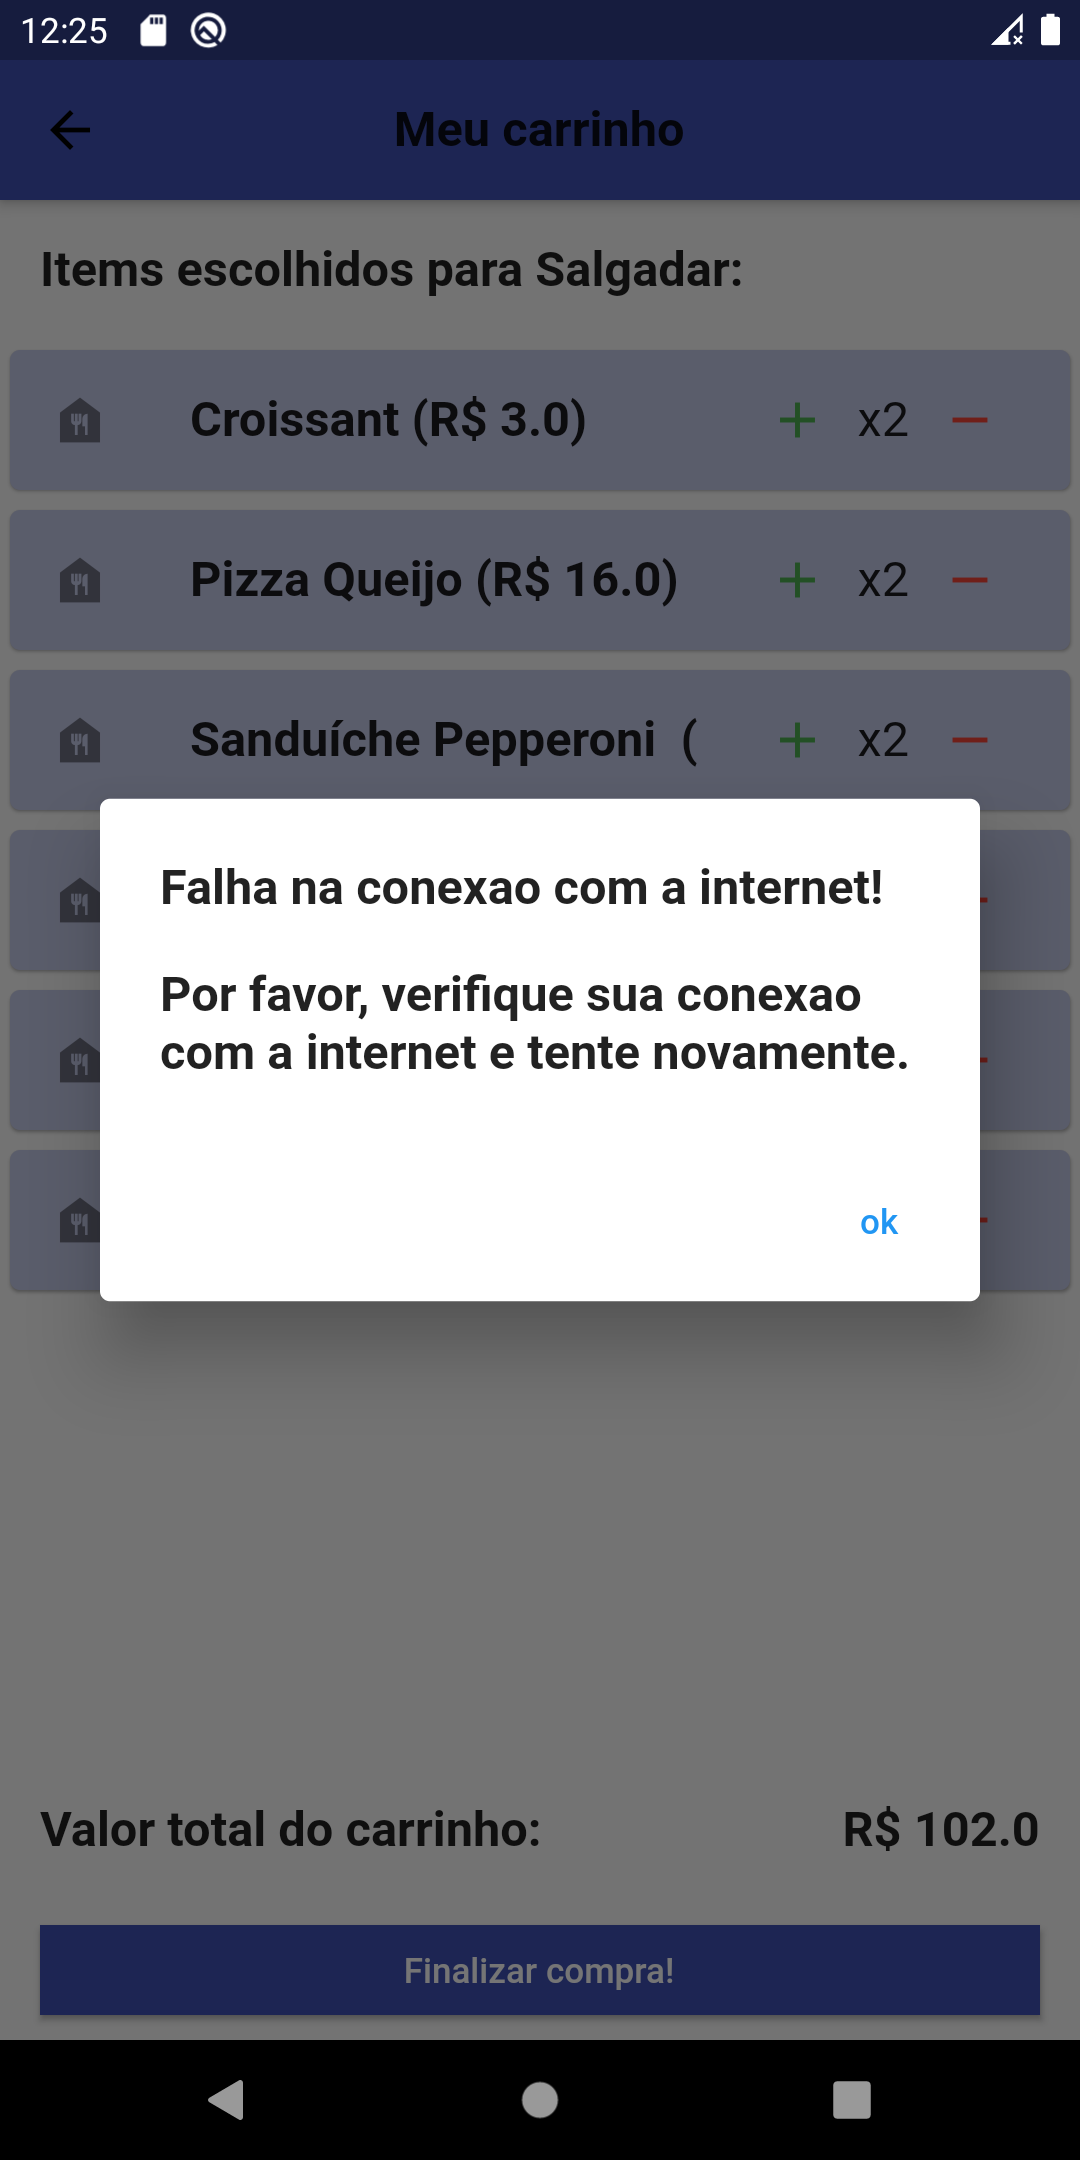 12:25
Meu carrinho
Items escolhidos para Salgadar:
Croissant (R$ 3.0)
x2
Pizza Queijo (R$ 16.0)
x2
Sanduíche Pepperoni (
x2
Falha na conexao com a internet!
Por favor, verifique sua conexao
com a internet e tente novamente.
ok
Valor total do carrinho:
R$ 102.0
Finalizar compra!